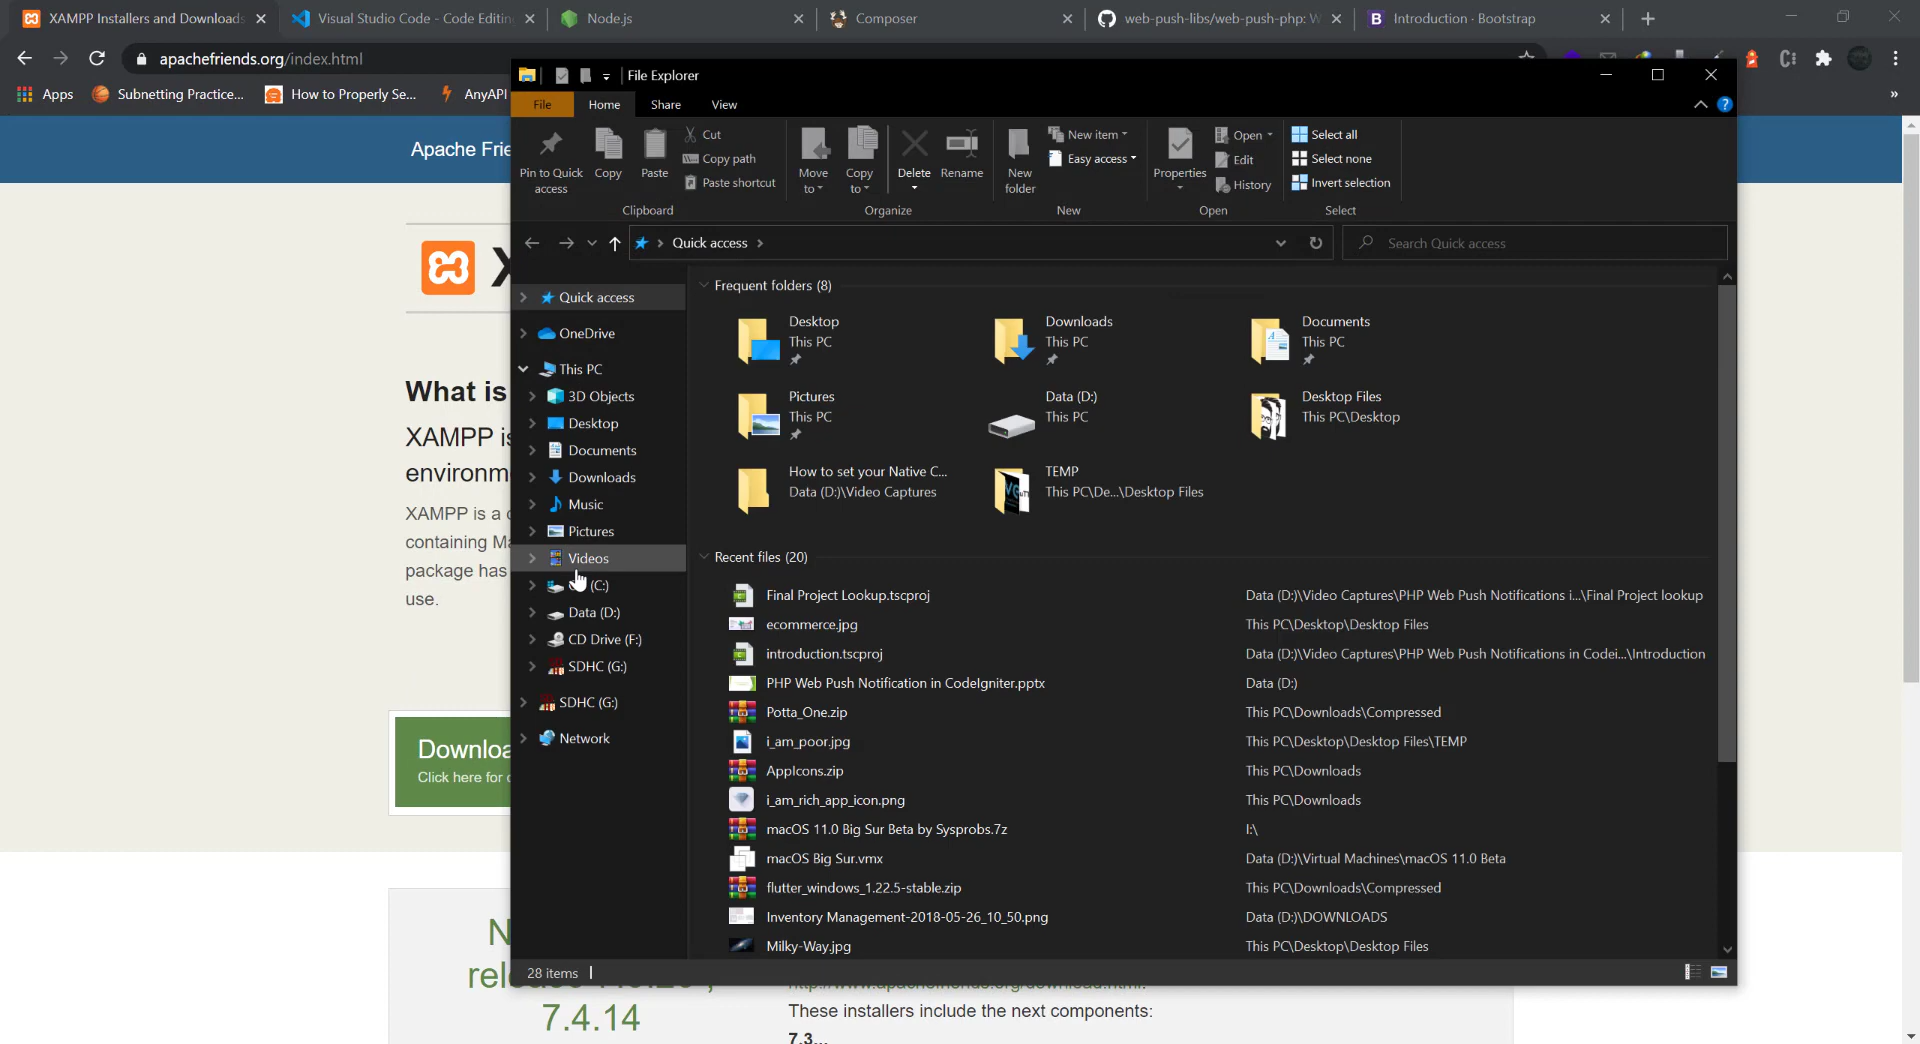 XAMPP Installers and Downloads
Visual Studio Code - Code Editing
Node.js
Composer
web-push-libs/web-push-php: W
Introduction · Bootstrap
apachefriends.org/index.html
Apps
Subnetting Practice...
How to Properly Se...
AnyAPI
»
Apache Frie
X
What is
XAMPP is
environm
XAMPP is a
containing Ma
package has
use.
Downloa
Click here for o
7.4.14
These installers include the next components:
7.3...
File Explorer
File
Home
Share
View
Pin to Quick
access
Copy
Paste
Cut
Copy path
Paste shortcut
Clipboard
Move
to
Copy
to
Delete
Rename
Organize
New
folder
New item
Easy access
New
Properties
Open
Edit
History
Open
Select all
Select none
Invert selection
Select
Quick access
Search Quick access
Quick access
OneDrive
This PC
3D Objects
Desktop
Documents
Downloads
Music
Pictures
Videos
(C:)
Data (D:)
CD Drive (F:)
SDHC (G:)
SDHC (G:)
Network
Frequent folders (8)
Desktop
This PC
Downloads
This PC
Documents
This PC
Pictures
This PC
Data (D:)
This PC
Desktop Files
This PC\Desktop
How to set your Native C...
Data (D:)\Video Captures
TEMP
This PC\De...\Desktop Files
Recent files (20)
Final Project Lookup.tscproj Data (D:)\Video Captures\PHP Web Push Notifications i...\Final Project lookup
ecommerce.jpg This PC\Desktop\Desktop Files
introduction.tscproj Data (D:)\Video Captures\PHP Web Push Notifications in Codei...\Introduction
PHP Web Push Notification in CodeIgniter.pptx Data (D:)
Potta_One.zip This PC\Downloads\Compressed
i_am_poor.jpg This PC\Desktop\Desktop Files\TEMP
AppIcons.zip This PC\Downloads
i_am_rich_app_icon.png This PC\Downloads
macOS 11.0 Big Sur Beta by Sysprobs.7z I:\
macOS Big Sur.vmx Data (D:)\Virtual Machines\macOS 11.0 Beta
flutter_windows_1.22.5-stable.zip This PC\Downloads\Compressed
Inventory Management-2018-05-26_10_50.png Data (D:)\DOWNLOADS
Milky-Way.jpg This PC\Desktop\Desktop Files
28 items